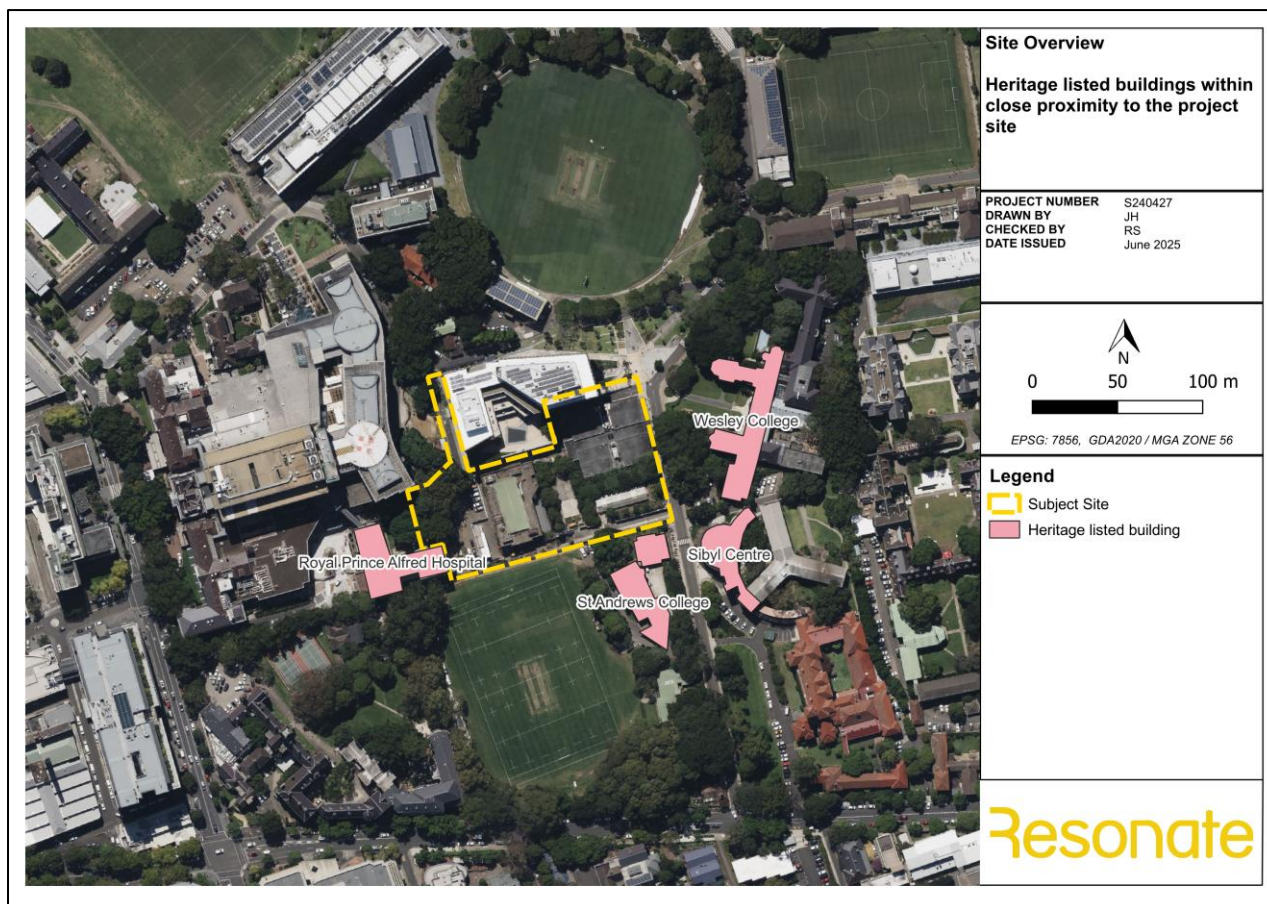 Site Overview
Heritage listed buildings within
close proximity to the project
site
PROJECT NUMBER S240427
DRAWN BY JH
CHECKED BY RS
DATE ISSUED June 2025
N
0 50 100 m
EPSG: 7856, GDA2020 / MGA ZONE 56
Legend
Subject Site
Heritage listed building
Wesley College
Sibyl Centre
Royal Prince Alfred Hospital
St Andrews College
Resonate